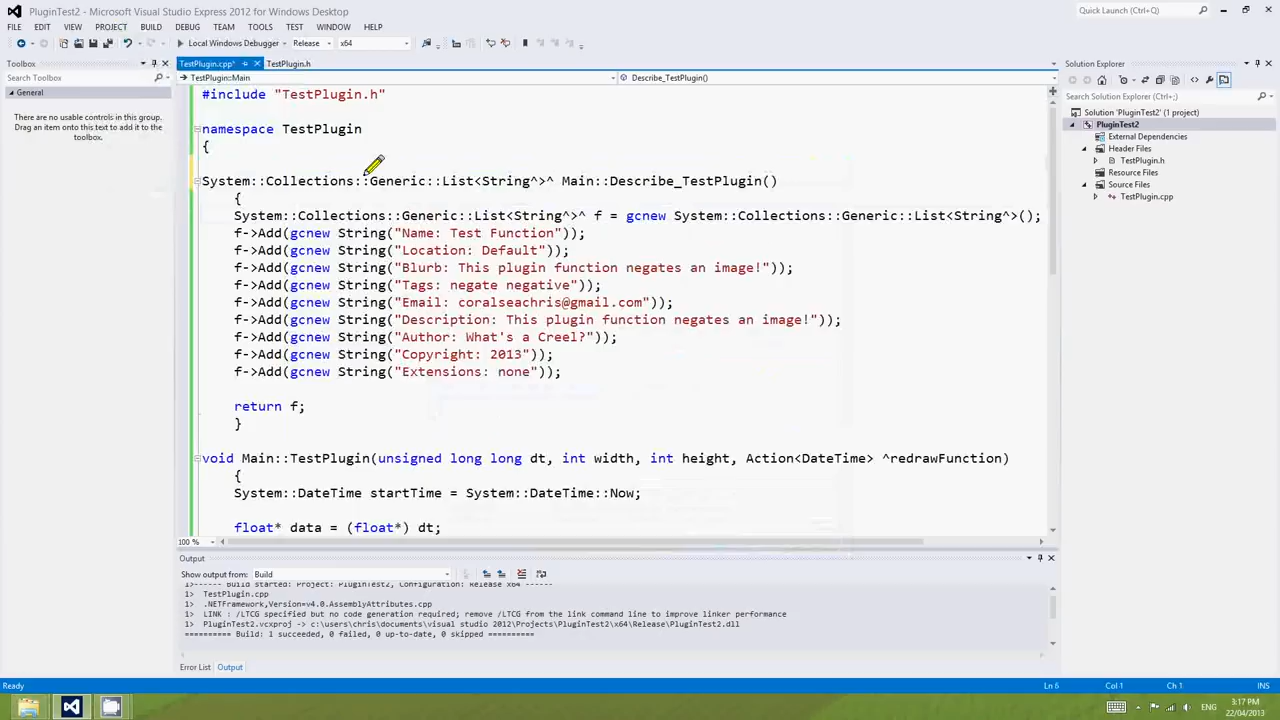 PluginTest2 - Microsoft Visual Studio Express 2012 for Windows Desktop
Quick Launch (Ctrl+Q)
FILE EDIT VIEW PROJECT BUILD DEBUG TEAM TOOLS TEST WINDOW HELP
Local Windows Debugger Release x64
Toolbox
Search Toolbox
General
There are no usable controls in this group. Drag an item onto this text to add it to the toolbox.
TestPlugin.cpp* TestPlugin.h
TestPlugin::Main Describe_TestPlugin()
#include "TestPlugin.h"
namespace TestPlugin
{
System::Collections::Generic::List<String^>^ Main::Describe_TestPlugin()
{
System::Collections::Generic::List<String^>^ f = gcnew System::Collections::Generic::List<String^>();
f->Add(gcnew String("Name: Test Function"));
f->Add(gcnew String("Location: Default"));
f->Add(gcnew String("Blurb: This plugin function negates an image!"));
f->Add(gcnew String("Tags: negate negative"));
f->Add(gcnew String("Email: coralseachris@gmail.com"));
f->Add(gcnew String("Description: This plugin function negates an image!"));
f->Add(gcnew String("Author: What's a Creel?"));
f->Add(gcnew String("Copyright: 2013"));
f->Add(gcnew String("Extensions: none"));
return f;
}
void Main::TestPlugin(unsigned long long dt, int width, int height, Action<DateTime> ^redrawFunction)
{
System::DateTime startTime = System::DateTime::Now;
float* data = (float*) dt;
100 %
Output
Show output from: Build
1>------ Build started: Project: PluginTest2, Configuration: Release x64 ------
1> TestPlugin.cpp
1> .NETFramework,Version=v4.0.AssemblyAttributes.cpp
1> LINK : /LTCG specified but no code generation required; remove /LTCG from the link command line to improve linker performance
1> PluginTest2.vcxproj -> c:\users\chris\documents\visual studio 2012\Projects\PluginTest2\x64\Release\PluginTest2.dll
========== Build: 1 succeeded, 0 failed, 0 up-to-date, 0 skipped ==========
Error List Output
Solution Explorer
Search Solution Explorer (Ctrl+;)
Solution 'PluginTest2' (1 project)
PluginTest2
External Dependencies
Header Files
TestPlugin.h
Resource Files
Source Files
TestPlugin.cpp
Ready Ln 6 Col 1 Ch 1 INS
ENG
3:17 PM
22/04/2013